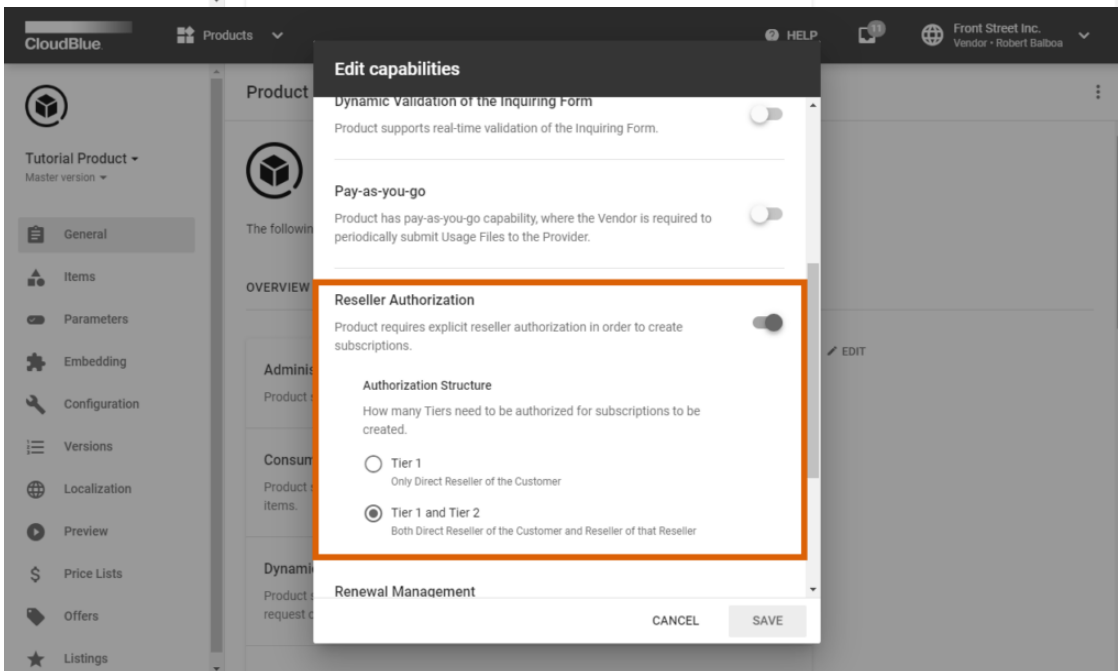 CloudBlue
Products
HELP
11
Front Street Inc.
Vendor • Robert Balboa
Tutorial Product
Master version
General
Items
Parameters
Embedding
Configuration
Versions
Localization
Preview
Price Lists
Offers
Listings
Product
The followin
OVERVIEW
Adminis
Product s
Consum
Product s
items.
Dynami
Product s
request c
EDIT
Edit capabilities
Dynamic Validation of the Inquiring Form
Product supports real-time validation of the Inquiring Form.
Pay-as-you-go
Product has pay-as-you-go capability, where the Vendor is required to
periodically submit Usage Files to the Provider.
Reseller Authorization
Product requires explicit reseller authorization in order to create
subscriptions.
Authorization Structure
How many Tiers need to be authorized for subscriptions to be
created.
Tier 1
Only Direct Reseller of the Customer
Tier 1 and Tier 2
Both Direct Reseller of the Customer and Reseller of that Reseller
Renewal Management
CANCEL
SAVE